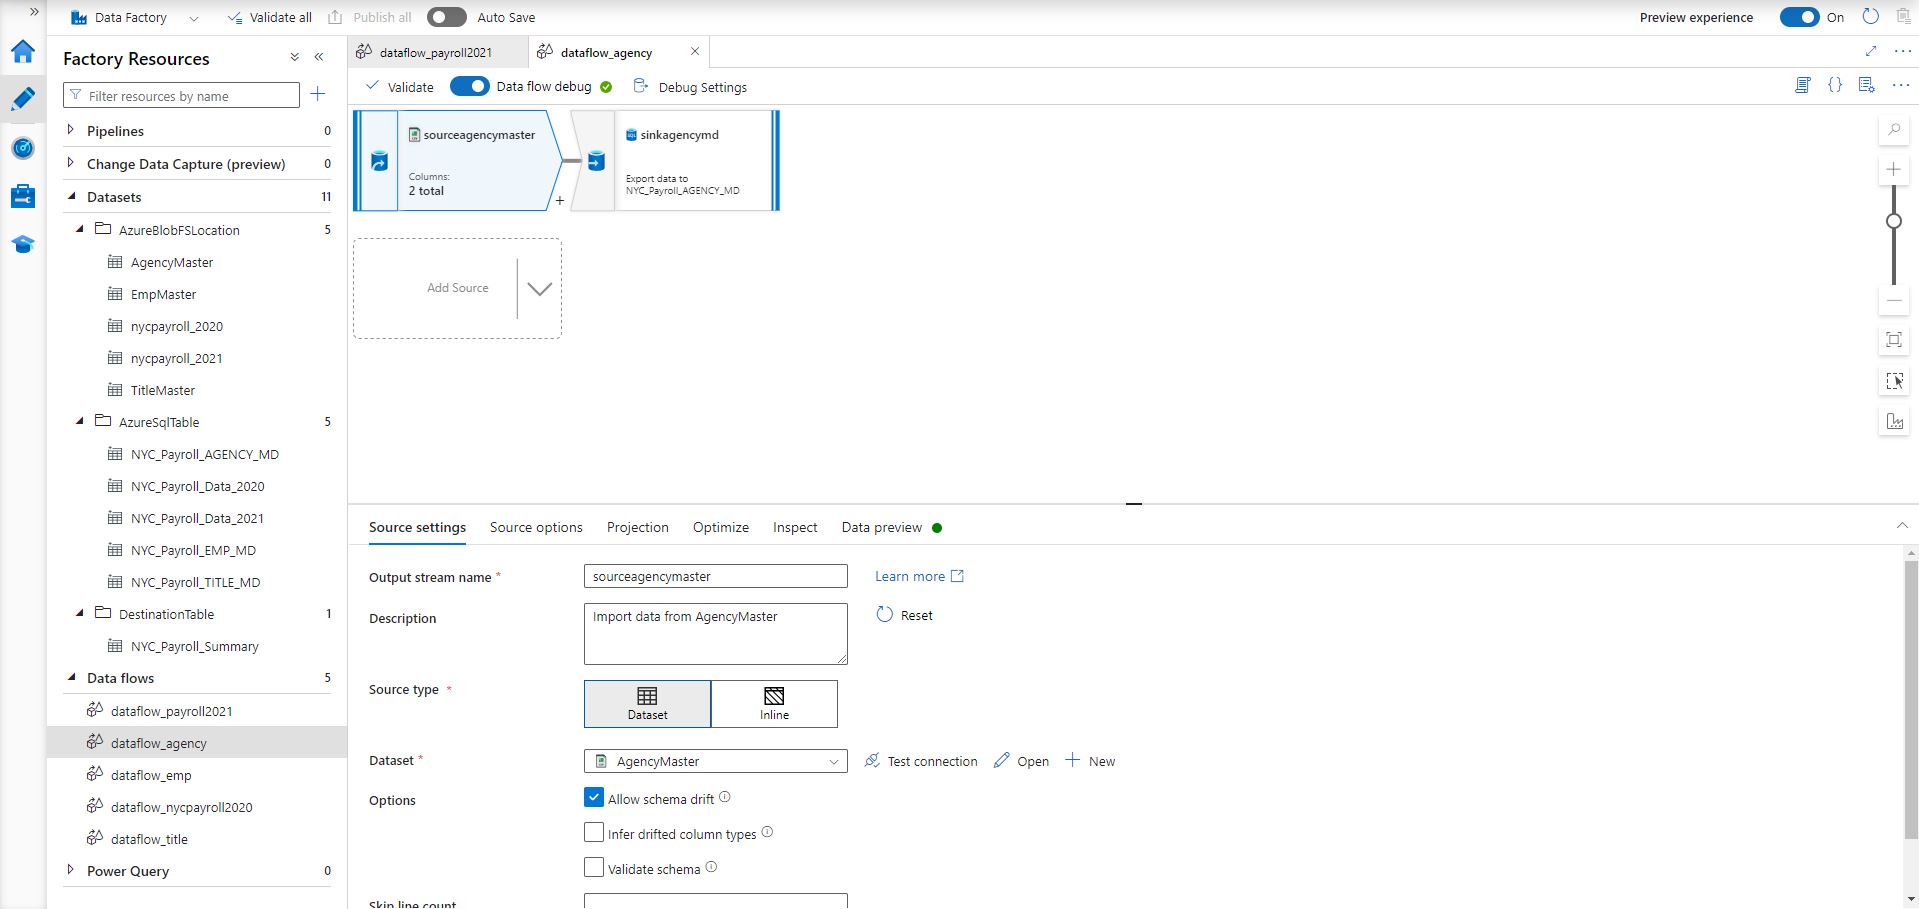 Data Factory
Validate all
Publish all
Auto Save
Preview experience
On
Factory Resources
Filter resources by name
Pipelines 0
Change Data Capture (preview) 0
Datasets 11
AzureBlobFSLocation 5
AgencyMaster
EmpMaster
nycpayroll_2020
nycpayroll_2021
TitleMaster
AzureSqlTable 5
NYC_Payroll_AGENCY_MD
NYC_Payroll_Data_2020
NYC_Payroll_Data_2021
NYC_Payroll_EMP_MD
NYC_Payroll_TITLE_MD
DestinationTable 1
NYC_Payroll_Summary
Data flows 5
dataflow_payroll2021
dataflow_agency
dataflow_emp
dataflow_nycpayroll2020
dataflow_title
Power Query 0
dataflow_payroll2021
dataflow_agency
Validate
Data flow debug
Debug Settings
sourceagencymaster
Columns:
2 total
sinkagencymd
Export data to
NYC_Payroll_AGENCY_MD
Add Source
Source settings
Source options
Projection
Optimize
Inspect
Data preview
Output stream name *
sourceagencymaster
Learn more
Description
Import data from AgencyMaster
Reset
Source type *
Dataset
Inline
Dataset *
AgencyMaster
Test connection
Open
New
Options
Allow schema drift
Infer drifted column types
Validate schema
Skip line count